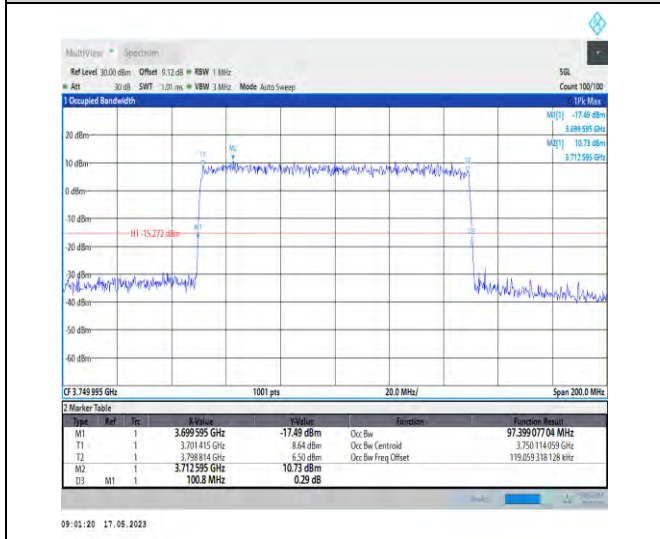 MultiView Spectrum
Ref Level 30.00 dBm Offset 9.12 dB RBW 1 MHz SGL
Att 30 dB SWT 1.01 ms VBW 3 MHz Mode Auto Sweep Count 100/100
1 Occupied Bandwidth 1Pk Max
M1[1] -17.49 dBm
3.699 595 GHz
M2[1] 10.73 dBm
3.712 595 GHz
20 dBm
10 dBm
0 dBm
-10 dBm
-20 dBm
-30 dBm
-40 dBm
-50 dBm
-60 dBm
T1
M2
T2
H1 -15.272 dBm
M1
D3
CF 3.749 995 GHz 1001 pts 20.0 MHz/ Span 200.0 MHz
2 Marker Table
Type Ref Trc X-Value Y-Value Function Function Result
M1 1 3.699 595 GHz -17.49 dBm Occ Bw 97.399 077 04 MHz
T1 1 3.701 415 GHz 8.64 dBm Occ Bw Centroid 3.750 114 059 GHz
T2 1 3.798 814 GHz 6.50 dBm Occ Bw Freq Offset 119.059 318 128 kHz
M2 1 3.712 595 GHz 10.73 dBm
D3 M1 1 100.8 MHz 0.29 dB
09:01:20 17.05.2023